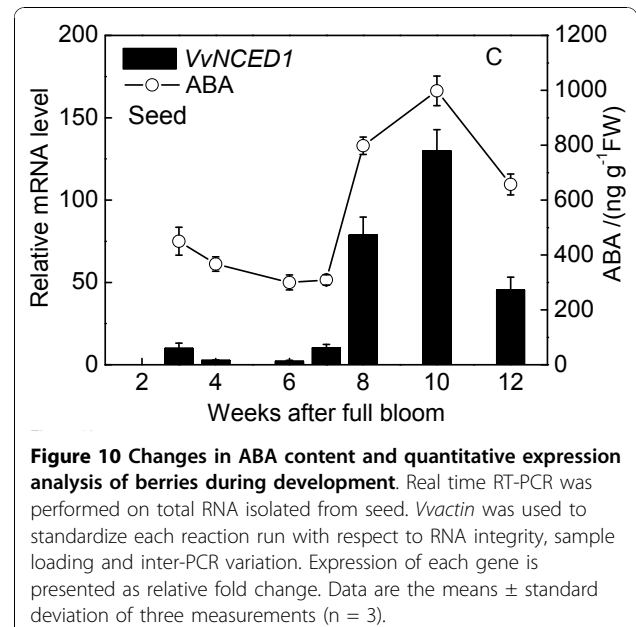 200
150
100
50
0
Relative mRNA level
VvNCED1
ABA
Seed
C
1200
1000
800
600
400
200
0
ABA /(ng g⁻¹FW)
2 4 6 8 10 12
Weeks after full bloom
Figure 10 Changes in ABA content and quantitative expression
analysis of berries during development. Real time RT-PCR was
performed on total RNA isolated from seed. Vvactin was used to
standardize each reaction run with respect to RNA integrity, sample
loading and inter-PCR variation. Expression of each gene is
presented as relative fold change. Data are the means ± standard
deviation of three measurements (n = 3).